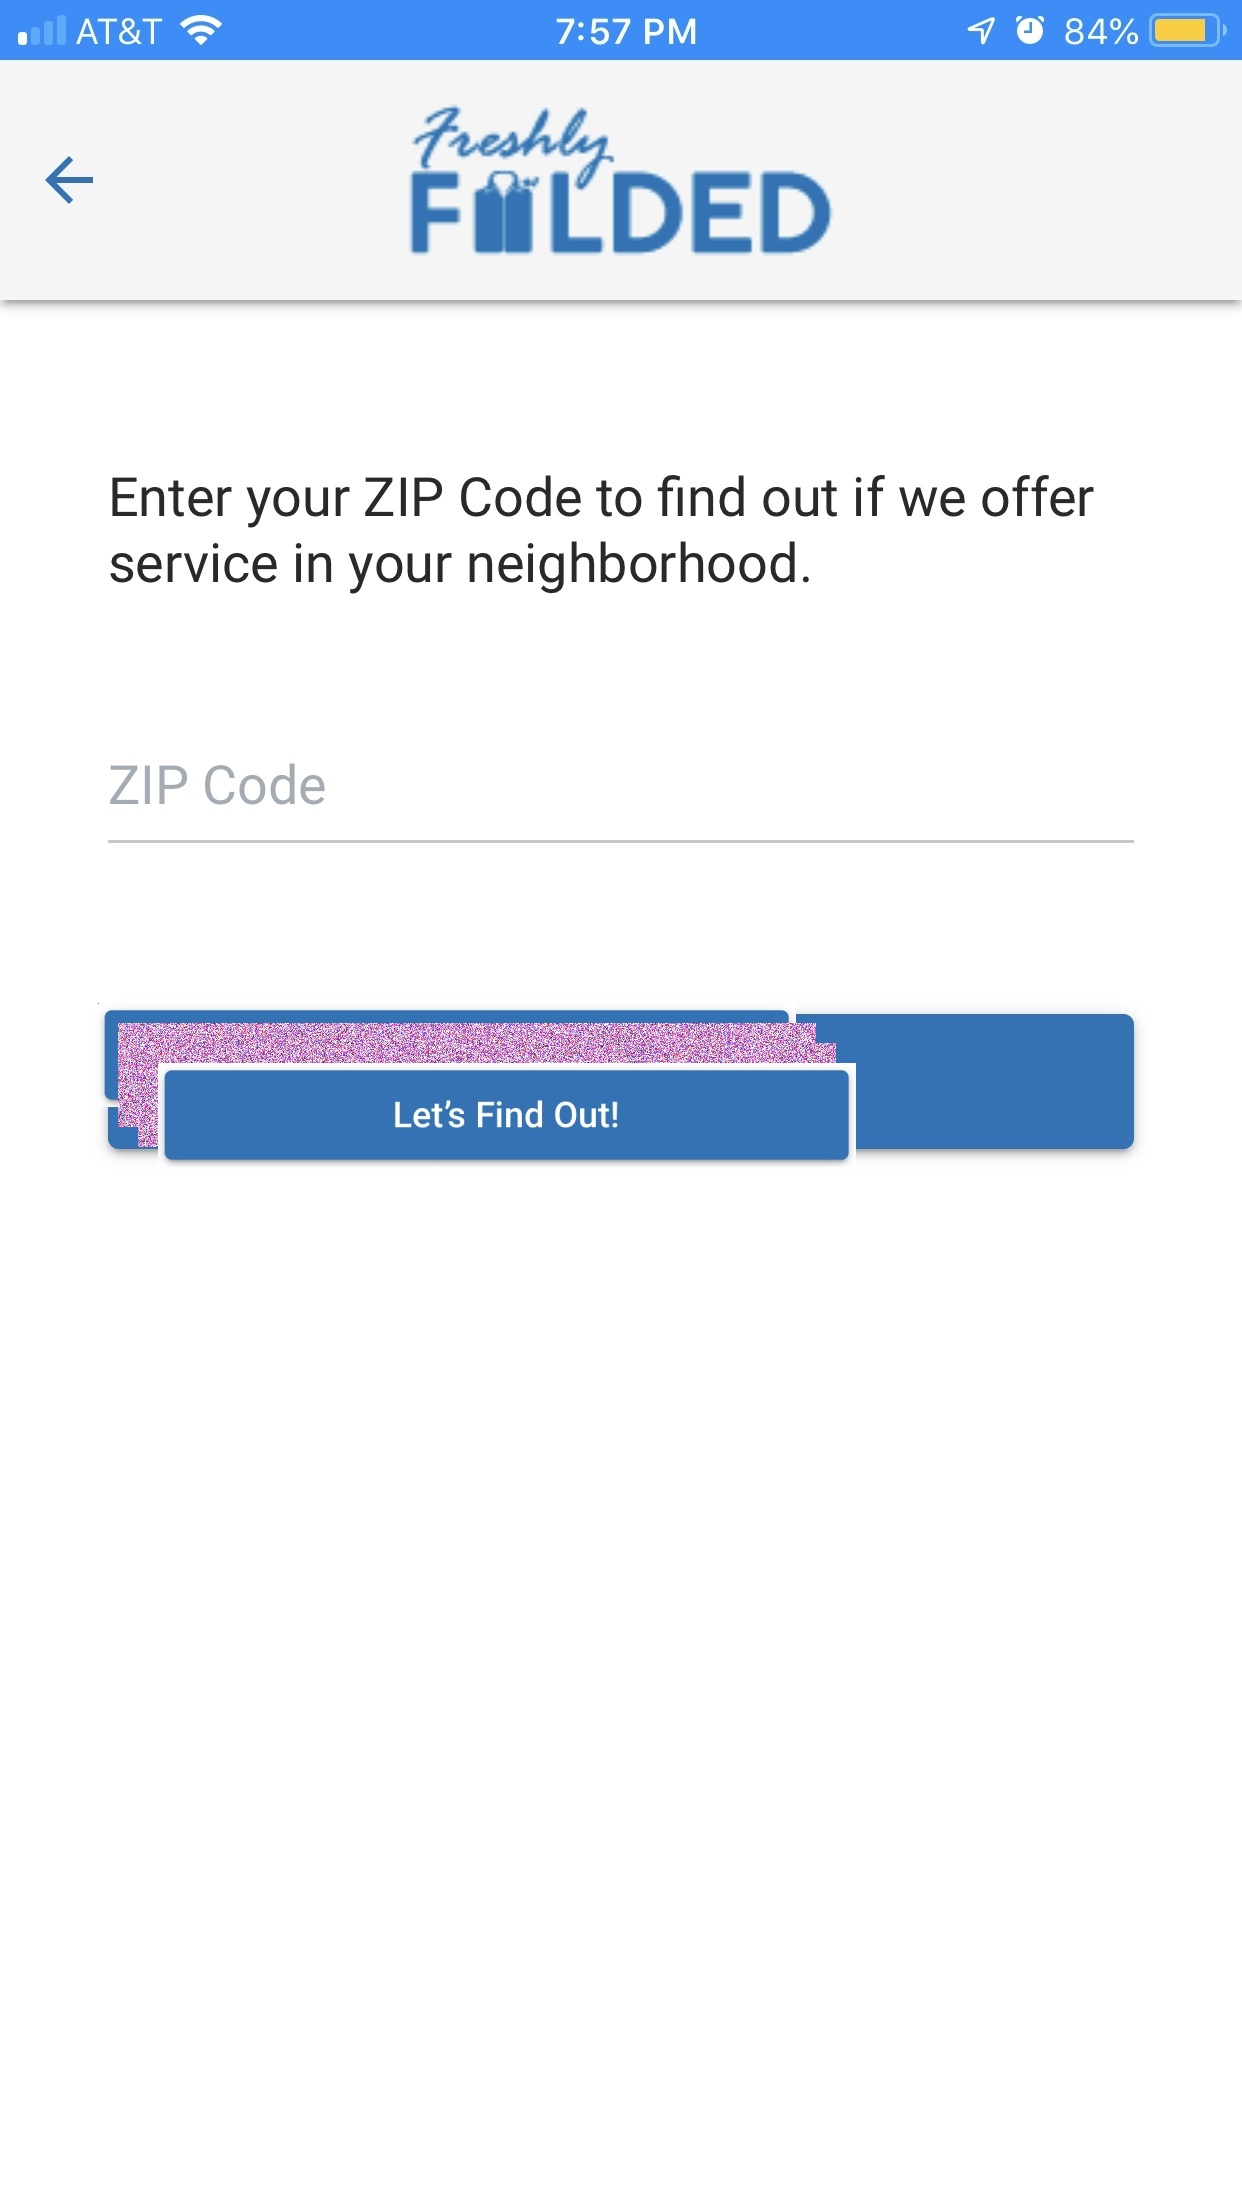 AT&T 7:57 PM 84%
Freshly
FOLDED
Enter your ZIP Code to find out if we offer
service in your neighborhood.
ZIP Code
Let's Find Out!